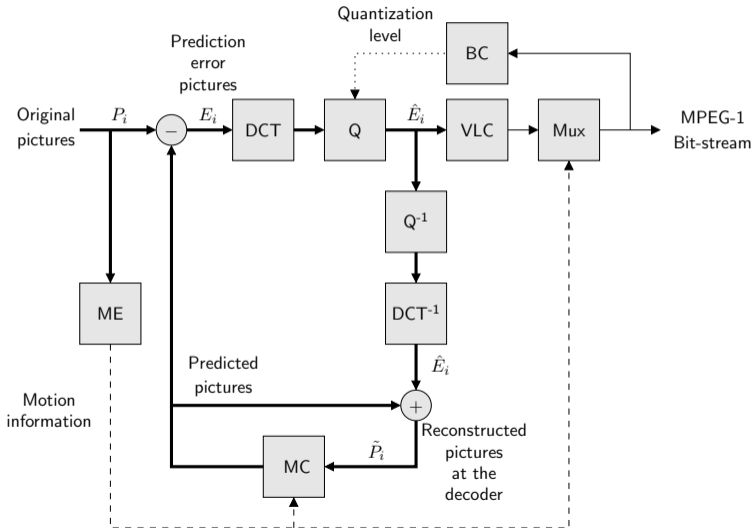 Quantization
level
BC
Prediction
error
pictures
Original
pictures
P_i
−
E_i
DCT
Q
Ê_i
VLC
Mux
MPEG-1
Bit-stream
Q⁻¹
ME
DCT⁻¹
Ê_i
Predicted
pictures
Motion
information
+
Reconstructed
pictures
at the
decoder
MC
P̃_i